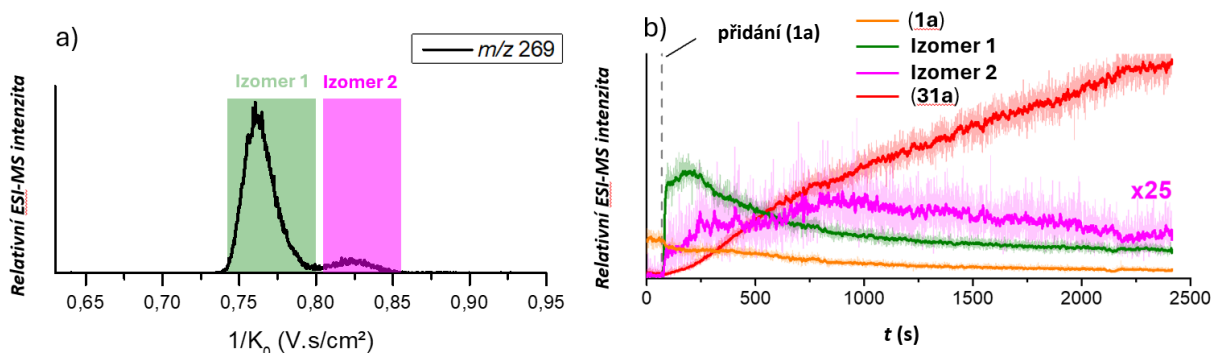 a)
m/z 269
Izomer 1 Izomer 2
Relativní ESI-MS intenzita
0,65 0,70 0,75 0,80 0,85 0,90 0,95
1/K0 (V.s/cm²)
b)
přidání (1a)
(1a)
Izomer 1
Izomer 2
(31a)
x25
Relativní ESI-MS intenzita
0 500 1000 1500 2000 2500
t (s)